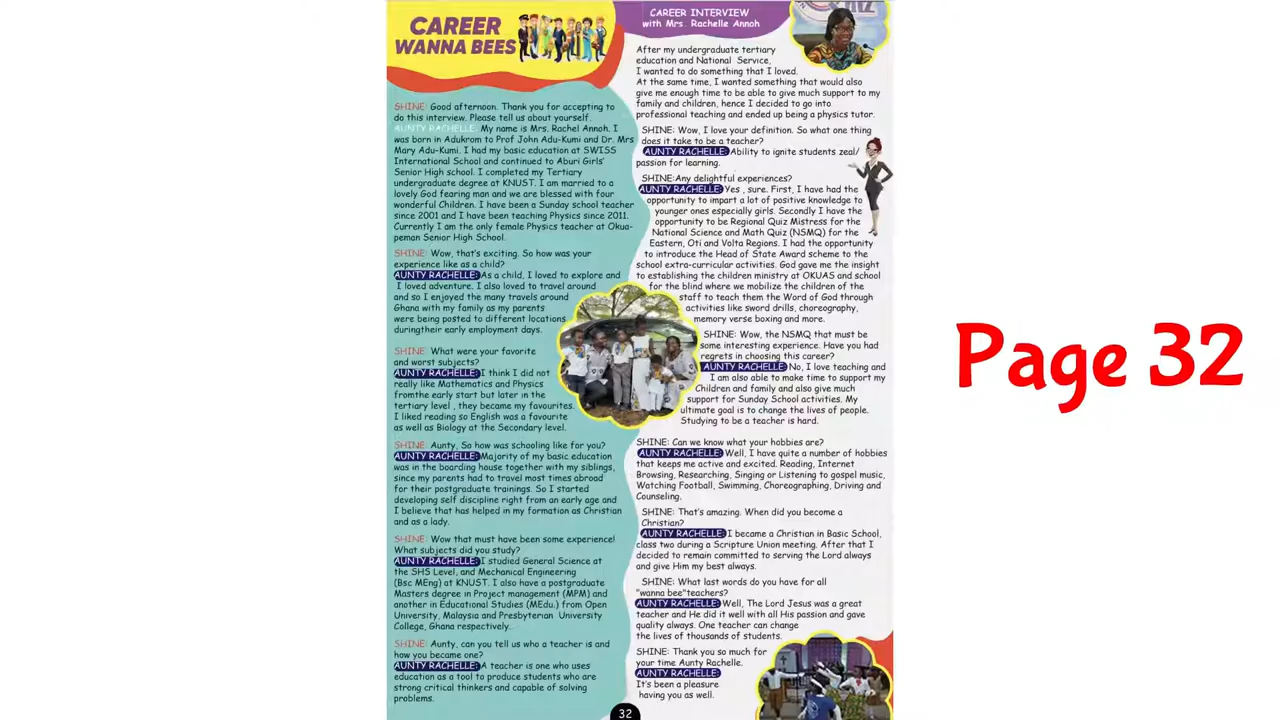 CAREER
WANNA BEES
SHINE: Good afternoon. Thank you for accepting to
do this interview. Please tell us about yourself.
AUNTY RACHELLE: My name is Mrs. Rachel Annoh. I
was born in Adukrom to Prof John Adu-Kumi and Dr. Mrs
Mary Adu-Kumi. I had my basic education at SWISS
International School and continued to Aburi Girls'
Senior High school. I completed my Tertiary
undergraduate degree at KNUST. I am married to a
lovely God fearing man and we are blessed with four
wonderful Children. I have been a Sunday school teacher
since 2001 and I have been teaching Physics since 2011.
Currently I am the only female Physics teacher at Okua-
peman Senior High School.
SHINE: Wow, that's exciting. So how was your
experience like as a child?
AUNTY RACHELLE: As a child, I loved to explore and
I loved adventure. I also loved to travel around
and so I enjoyed the many travels around
Ghana with my family as my parents
were being posted to different locations
duringtheir early employment days.
SHINE: What were your favorite
and worst subjects?
AUNTY RACHELLE: I think I did not
really like Mathematics and Physics
fromthe early start but later in the
tertiary level , they became my favourites.
I liked reading so English was a favourite
as well as Biology at the Secondary level.
SHINE: Aunty, So how was schooling like for you?
AUNTY RACHELLE: Majority of my basic education
was in the boarding house together with my siblings,
since my parents had to travel most times abroad
for their postgraduate trainings. So I started
developing self discipline right from an early age and
I believe that has helped in my formation as Christian
and as a lady.
SHINE: Wow that must have been some experience!
What subjects did you study?
AUNTY RACHELLE: I studied General Science at
the SHS Level, and Mechanical Engineering
(Bsc MEng) at KNUST. I also have a postgraduate
Masters degree in Project management (MPM) and
another in Educational Studies (MEdu.) from Open
University, Malaysia and Presbyterian University
College, Ghana respectively.
SHINE: Aunty, can you tell us who a teacher is and
how you became one?
AUNTY RACHELLE: A teacher is one who uses
education as a tool to produce students who are
strong critical thinkers and capable of solving
problems.
CAREER INTERVIEW
with Mrs. Rachelle Annoh
After my undergraduate tertiary
education and National Service,
I wanted to do something that I loved.
At the same time, I wanted something that would also
give me enough time to be able to give much support to my
family and children, hence I decided to go into
professional teaching and ended up being a physics tutor.
SHINE: Wow, I love your definition. So what one thing
does it take to be a teacher?
AUNTY RACHELLE: Ability to ignite students zeal/
passion for learning.
SHINE:Any delightful experiences?
AUNTY RACHELLE: Yes , sure. First, I have had the
opportunity to impart a lot of positive knowledge to
younger ones especially girls. Secondly I have the
opportunity to be Regional Quiz Mistress for the
National Science and Math Quiz (NSMQ) for the
Eastern, Oti and Volta Regions. I had the opportunity
to introduce the Head of State Award scheme to the
school extra-curricular activities. God gave me the insight
to establishing the children ministry at OKUAS and school
for the blind where we mobilize the children of the
staff to teach them the Word of God through
activities like sword drills, choreography,
memory verse boxing and more.
SHINE: Wow, the NSMQ that must be
some interesting experience. Have you had
regrets in choosing this career?
AUNTY RACHELLE: No, I love teaching and
I am also able to make time to support my
Children and family and also give much
support for Sunday School activities. My
ultimate goal is to change the lives of people.
Studying to be a teacher is hard.
SHINE: Can we know what your hobbies are?
AUNTY RACHELLE: Well, I have quite a number of hobbies
that keeps me active and excited. Reading, Internet
Browsing, Researching, Singing or Listening to gospel music,
Watching Football, Swimming, Choreographing, Driving and
Counseling.
SHINE: That's amazing. When did you become a
Christian?
AUNTY RACHELLE: I became a Christian in Basic School,
class two during a Scripture Union meeting. After that I
decided to remain committed to serving the Lord always
and give Him my best always.
SHINE: What last words do you have for all
"wanna bee"teachers?
AUNTY RACHELLE: Well, The Lord Jesus was a great
teacher and He did it well with all His passion and gave
quality always. One teacher can change
the lives of thousands of students.
SHINE: Thank you so much for
your time Aunty Rachelle.
AUNTY RACHELLE:
It's been a pleasure
having you as well.
32
Page 32